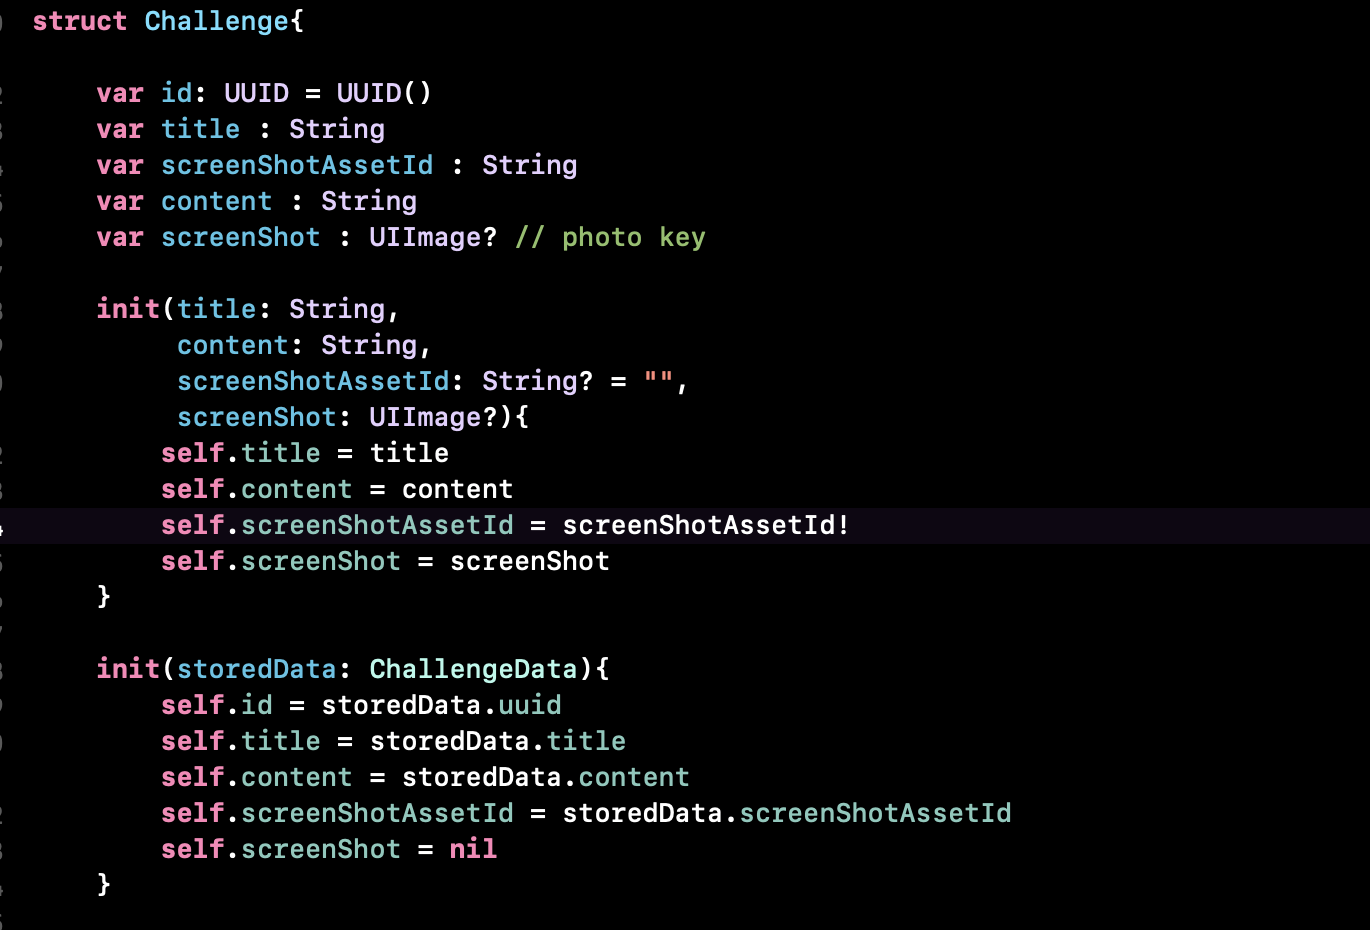 struct Challenge{
var id: UUID = UUID()
var title : String
var screenShotAssetId : String
var content : String
var screenShot : UIImage? // photo key
init(title: String,
content: String,
screenShotAssetId: String? = "",
screenShot: UIImage?){
self.title = title
self.content = content
self.screenShotAssetId = screenShotAssetId!
self.screenShot = screenShot
}
init(storedData: ChallengeData){
self.id = storedData.uuid
self.title = storedData.title
self.content = storedData.content
self.screenShotAssetId = storedData.screenShotAssetId
self.screenShot = nil
}